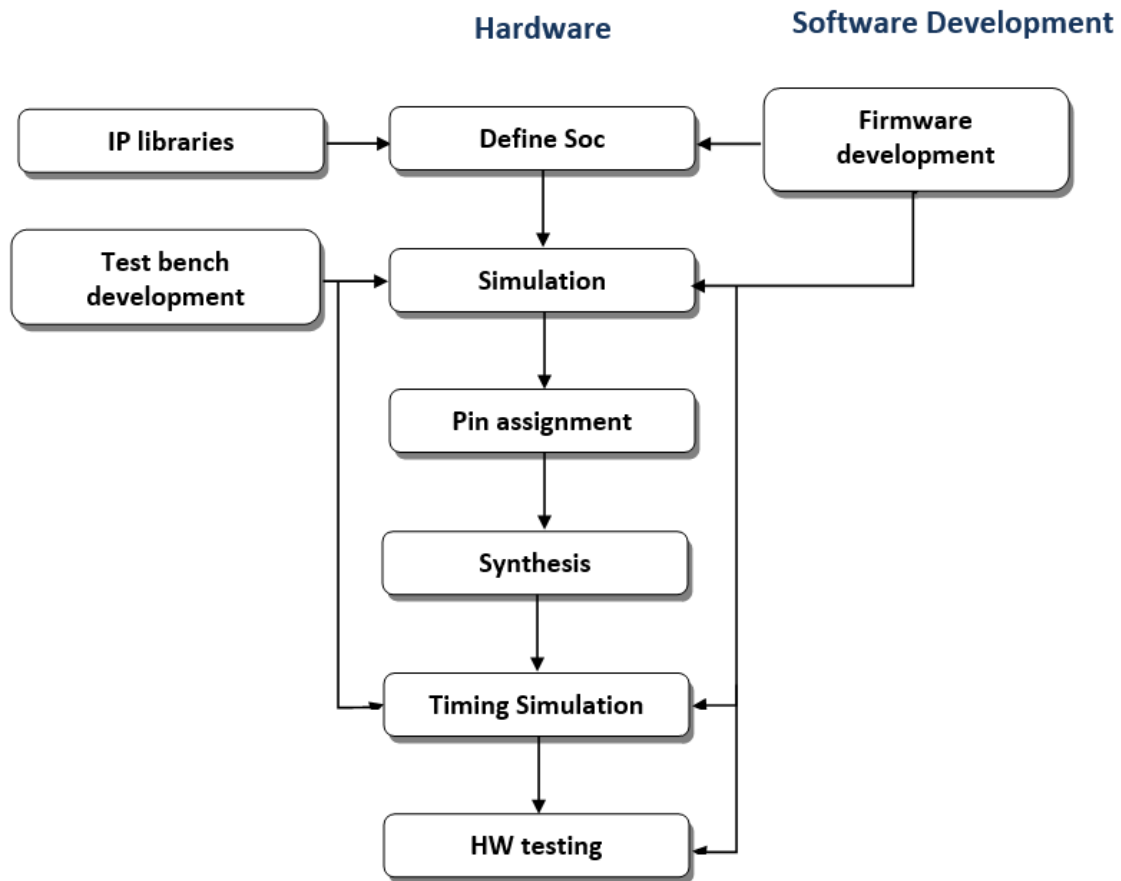 Hardware
Software Development
IP libraries
Define Soc
Firmware
development
Test bench
development
Simulation
Pin assignment
Synthesis
Timing Simulation
HW testing